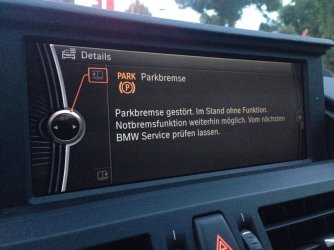 Details
PARK Parkbremse
(P)
Parkbremse gestört. Im Stand ohne Funktion.
Notbremsfunktion weiterhin möglich. Vom nächsten
BMW Service prüfen lassen.